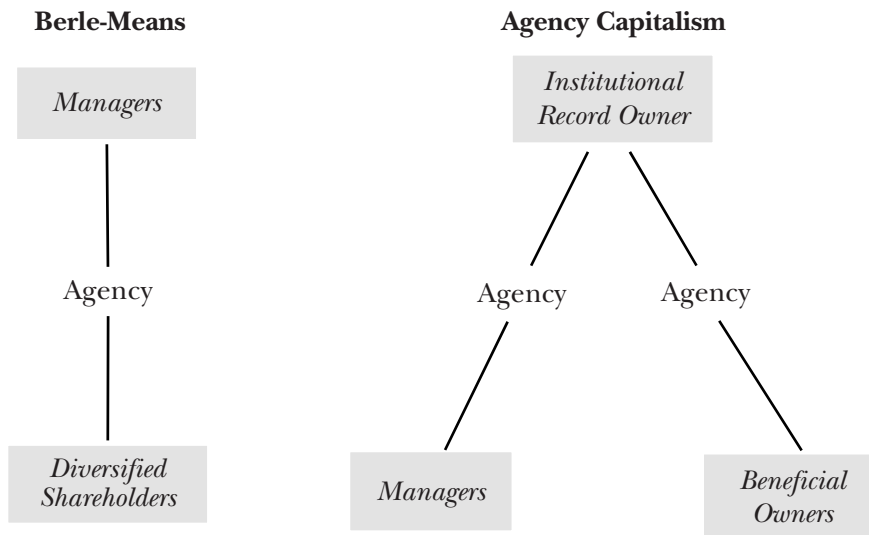 Berle-Means
Managers
Agency
Diversified
Shareholders
Agency Capitalism
Institutional
Record Owner
Agency
Agency
Managers
Beneficial
Owners